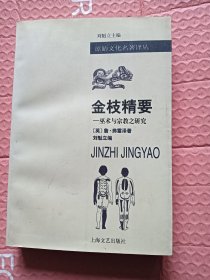 刘魁立主编
原始文化名著译丛
金枝精要
—巫术与宗教之研究
〔英〕詹·弗雷泽著
刘魁立编
JINZHI JINGYAO
上海文艺出版社